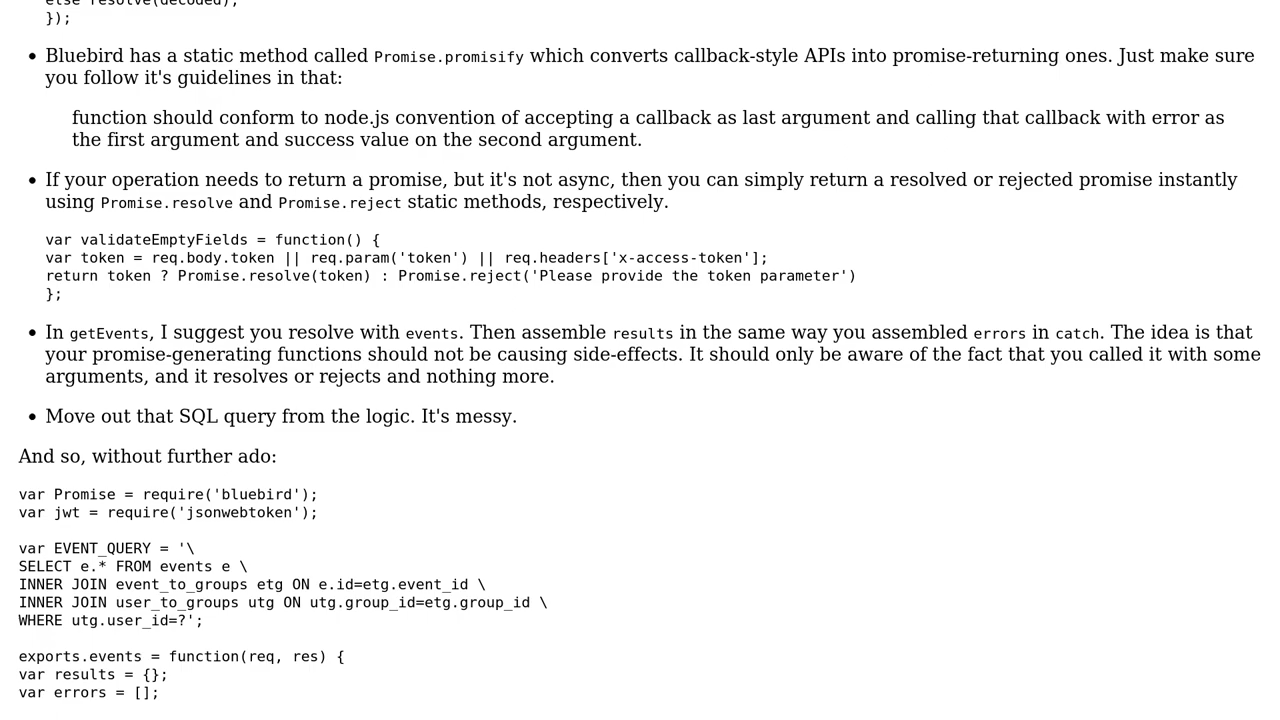 else resolve(decoded);
});
• Bluebird has a static method called Promise.promisify which converts callback-style APIs into promise-returning ones. Just make sure
you follow it's guidelines in that:
function should conform to node.js convention of accepting a callback as last argument and calling that callback with error as
the first argument and success value on the second argument.
• If your operation needs to return a promise, but it's not async, then you can simply return a resolved or rejected promise instantly
using Promise.resolve and Promise.reject static methods, respectively.
var validateEmptyFields = function() {
var token = req.body.token || req.param('token') || req.headers['x-access-token'];
return token ? Promise.resolve(token) : Promise.reject('Please provide the token parameter')
};
• In getEvents, I suggest you resolve with events. Then assemble results in the same way you assembled errors in catch. The idea is that
your promise-generating functions should not be causing side-effects. It should only be aware of the fact that you called it with some
arguments, and it resolves or rejects and nothing more.
• Move out that SQL query from the logic. It's messy.
And so, without further ado:
var Promise = require('bluebird');
var jwt = require('jsonwebtoken');
var EVENT_QUERY = '\
SELECT e.* FROM events e \
INNER JOIN event_to_groups etg ON e.id=etg.event_id \
INNER JOIN user_to_groups utg ON utg.group_id=etg.group_id \
WHERE utg.user_id=?';
exports.events = function(req, res) {
var results = {};
var errors = [];